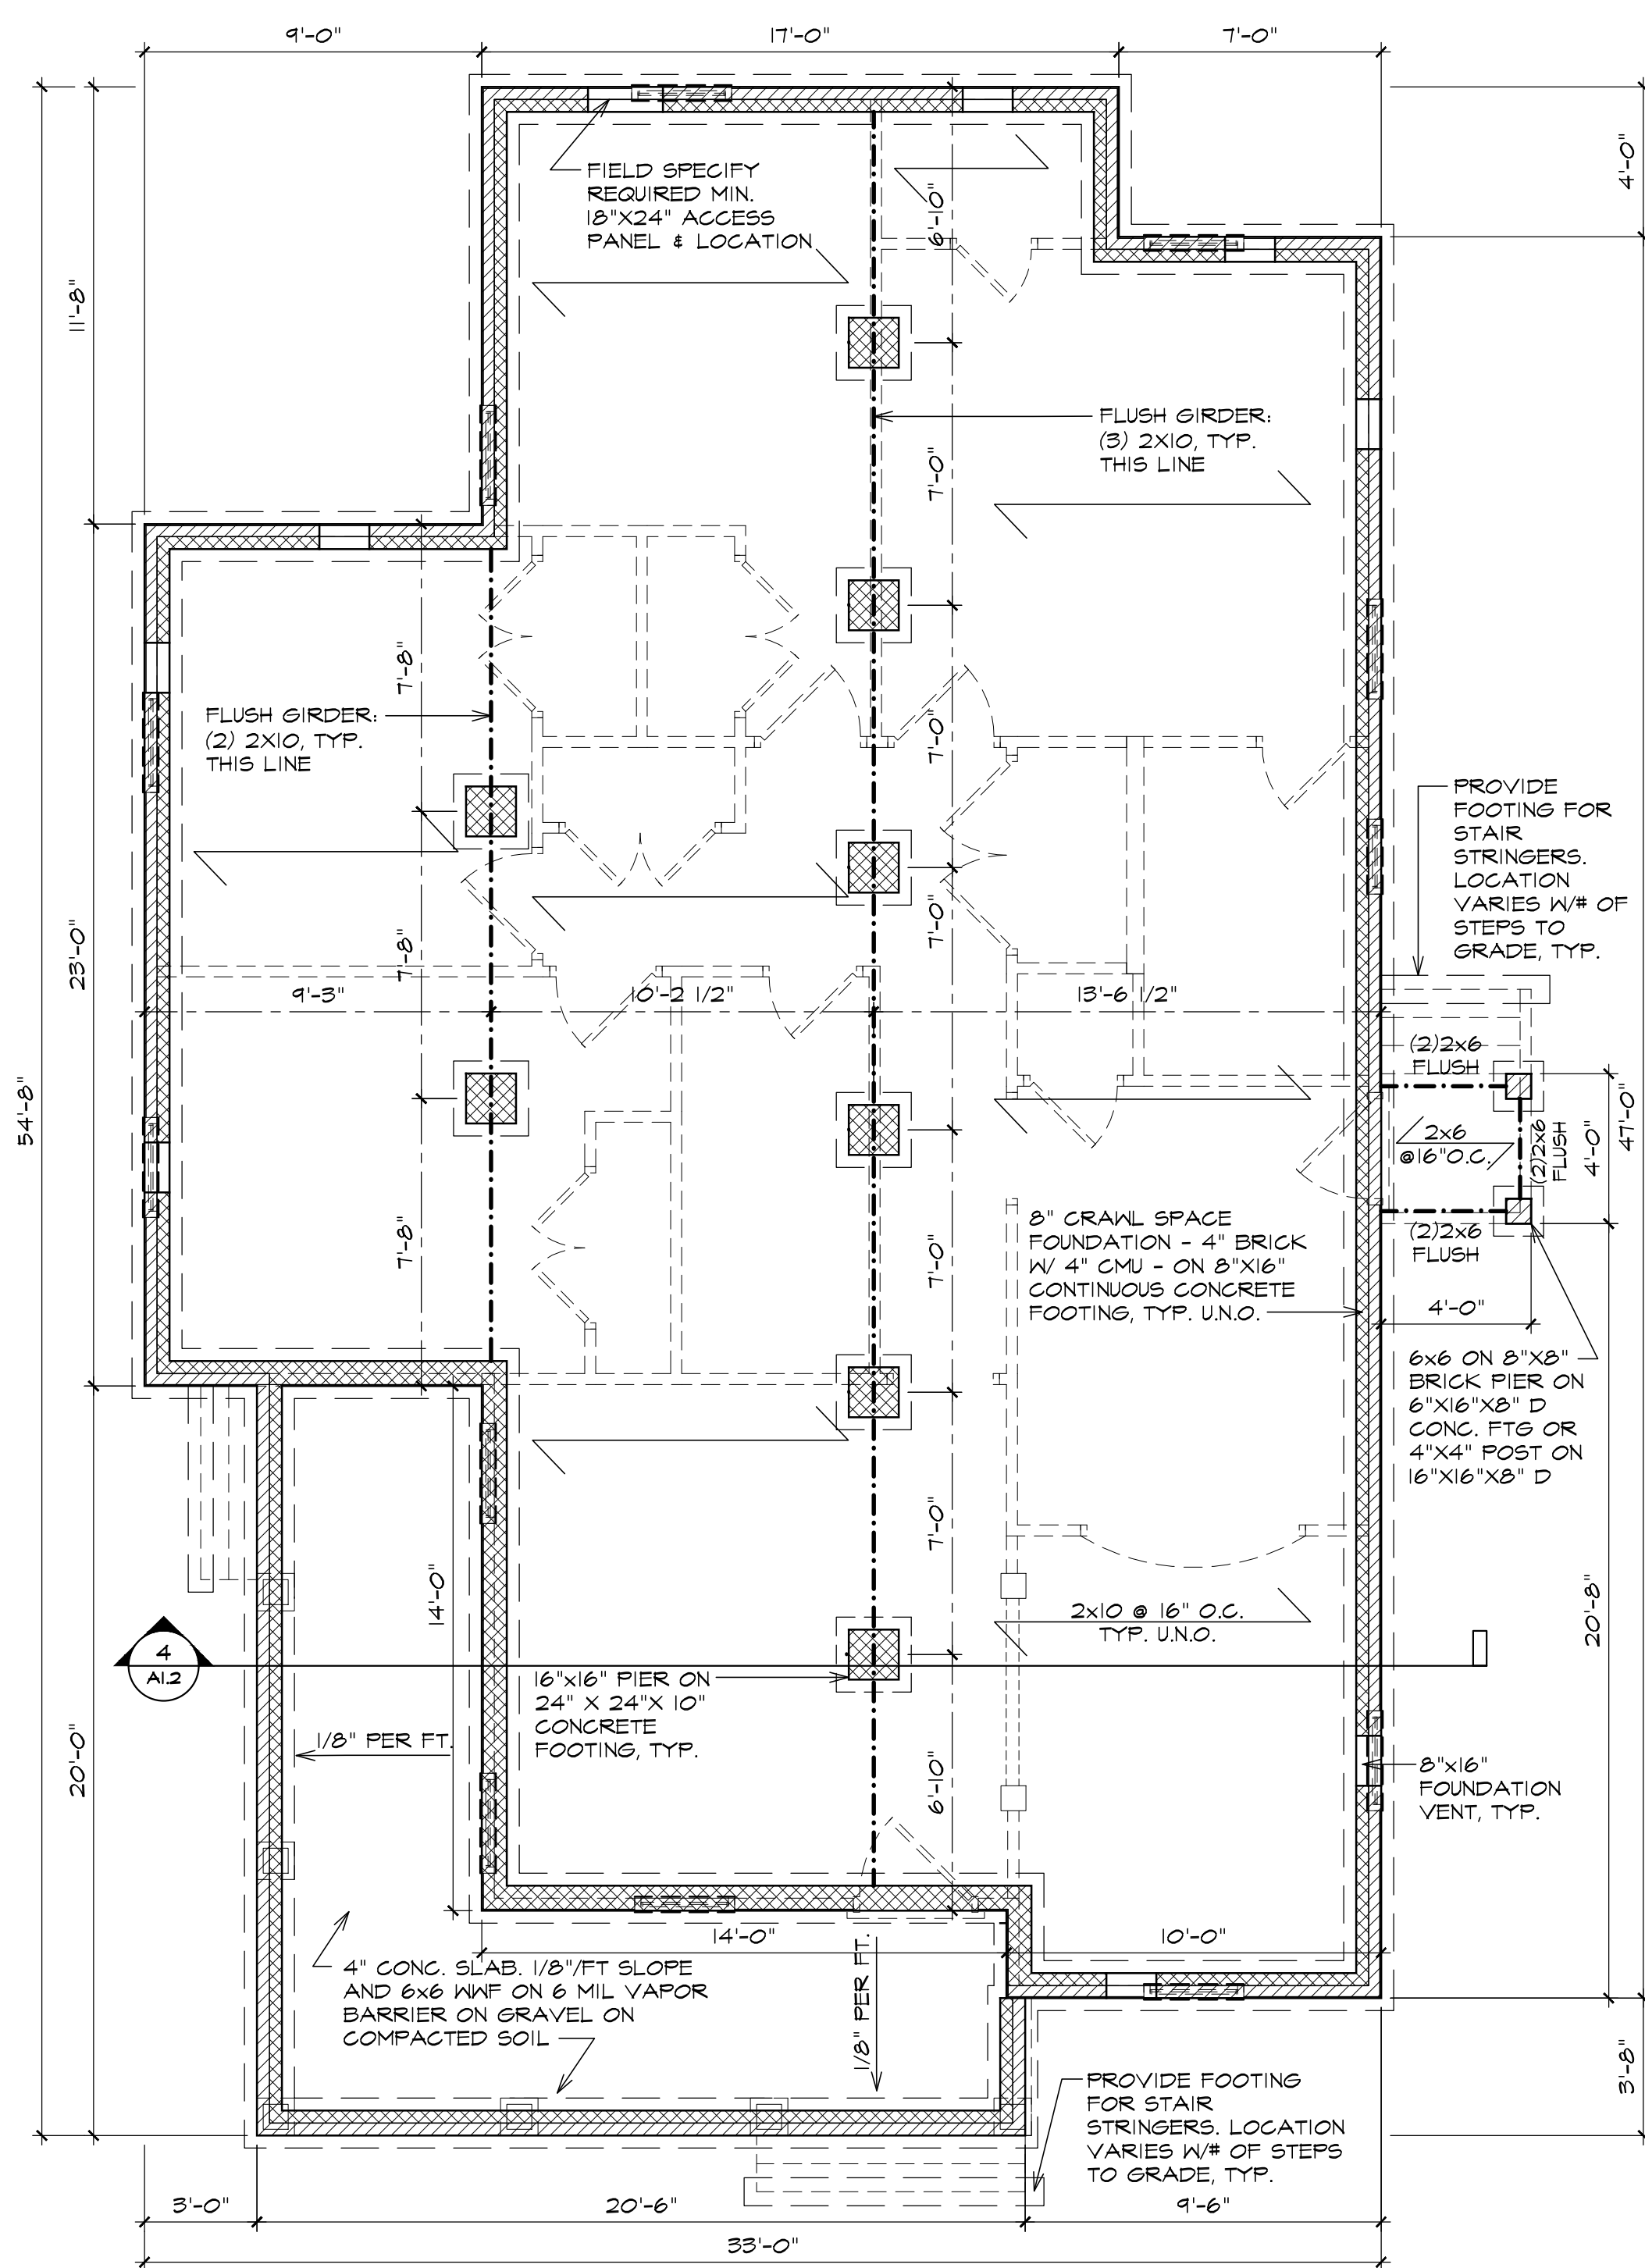 9'-0"
17'-0"
7'-0"
4'-0"
FIELD SPECIFY
REQUIRED MIN.
18"X24" ACCESS
PANEL & LOCATION
6'-10"
11'-8"
FLUSH GIRDER:
(3) 2X10, TYP.
THIS LINE
7'-0"
7'-8"
FLUSH GIRDER:
(2) 2X10, TYP.
THIS LINE
7'-0"
PROVIDE
FOOTING FOR
STAIR
STRINGERS.
LOCATION
VARIES W/# OF
STEPS TO
GRADE, TYP.
7'-0"
23'-0"
7'-8"
9'-3"
10'-2 1/2"
13'-6 1/2"
54'-8"
(2)2x6
FLUSH
2x6
@16"O.C.
(2)2x6
FLUSH
4'-0"
47'-0"
(2)2x6
FLUSH
7'-8"
7'-0"
8" CRAWL SPACE
FOUNDATION - 4" BRICK
W/ 4" CMU - ON 8"X16"
CONTINUOUS CONCRETE
FOOTING, TYP. U.N.O.
4'-0"
6x6 ON 8"X8"
BRICK PIER ON
6"X16"X8" D
CONC. FTG OR
4"X4" POST ON
16"X16"X8" D
7'-0"
14'-0"
20'-8"
2x10 @ 16" O.C.
TYP. U.N.O.
4
A1.2
16"x16" PIER ON
24" X 24"X 10"
CONCRETE
FOOTING, TYP.
1/8" PER FT.
20'-0"
6'-10"
8"x16"
FOUNDATION
VENT, TYP.
14'-0"
10'-0"
4" CONC. SLAB. 1/8"/FT SLOPE
AND 6x6 WWF ON 6 MIL VAPOR
BARRIER ON GRAVEL ON
COMPACTED SOIL
1/8" PER FT.
3'-8"
PROVIDE FOOTING
FOR STAIR
STRINGERS. LOCATION
VARIES W/# OF STEPS
TO GRADE, TYP.
3'-0"
20'-6"
9'-6"
33'-0"